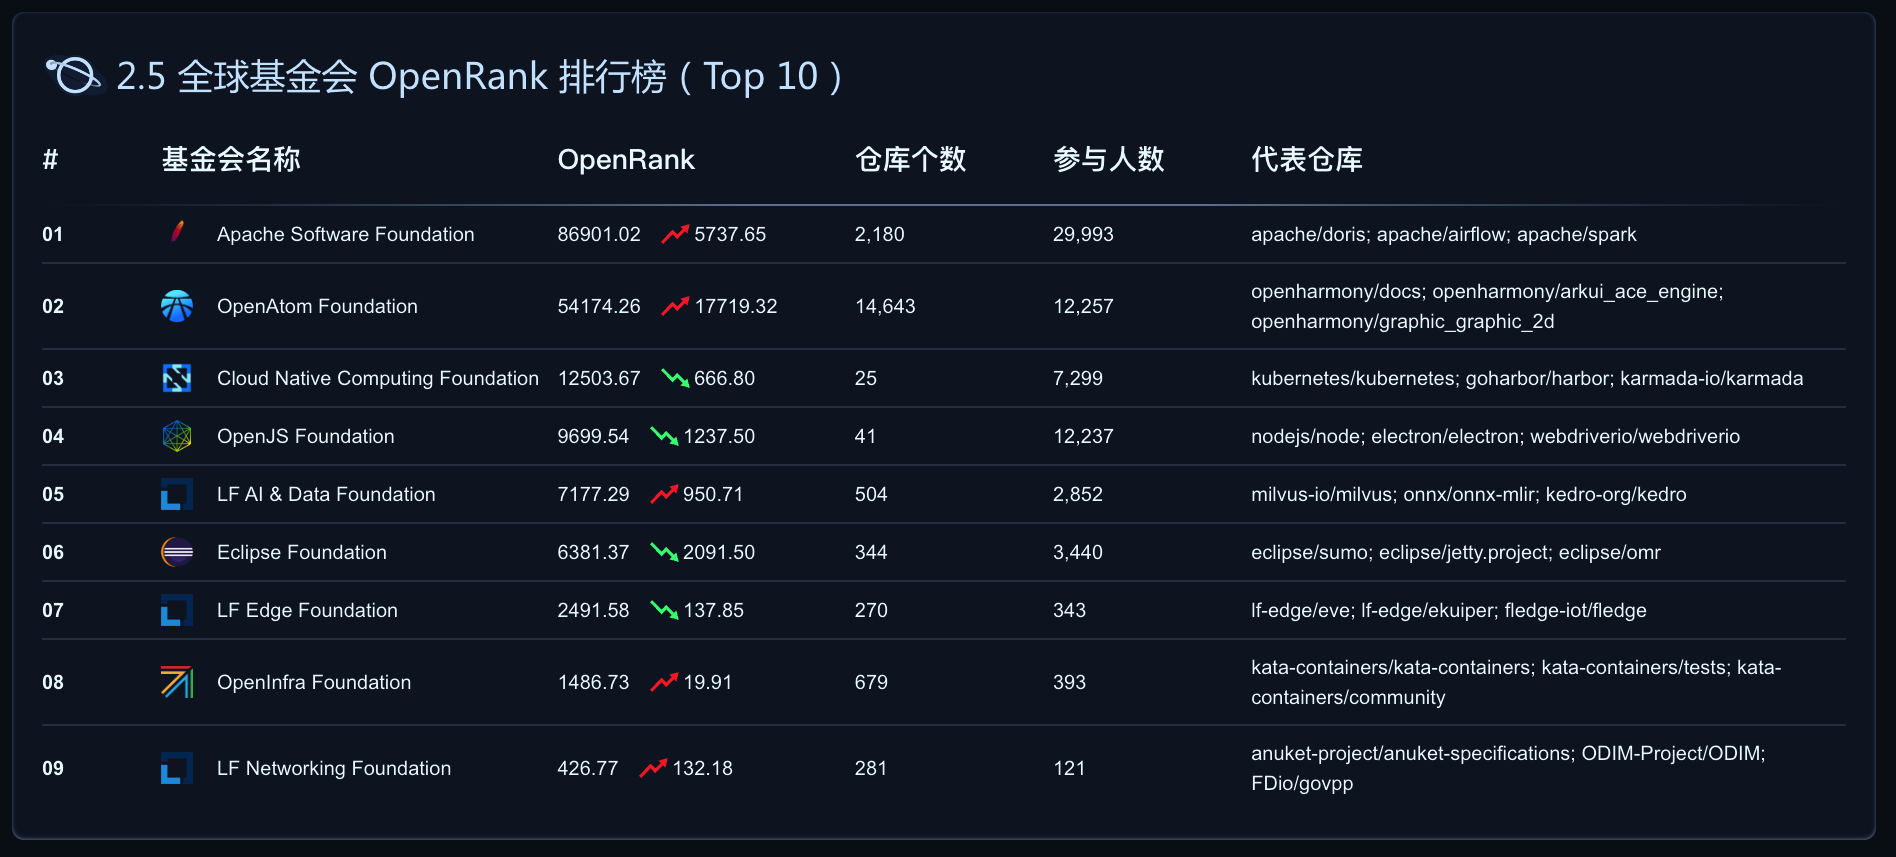 2.5 全球基金会 OpenRank 排行榜 ( Top 10 )
# 基金会名称 OpenRank 仓库个数 参与人数 代表仓库
01 Apache Software Foundation 86901.02 5737.65 2,180 29,993 apache/doris; apache/airflow; apache/spark
02 OpenAtom Foundation 54174.26 17719.32 14,643 12,257 openharmony/docs; openharmony/arkui_ace_engine;
openharmony/graphic_graphic_2d
03 Cloud Native Computing Foundation 12503.67 666.80 25 7,299 kubernetes/kubernetes; goharbor/harbor; karmada-io/karmada
04 OpenJS Foundation 9699.54 1237.50 41 12,237 nodejs/node; electron/electron; webdriverio/webdriverio
05 LF AI & Data Foundation 7177.29 950.71 504 2,852 milvus-io/milvus; onnx/onnx-mlir; kedro-org/kedro
06 Eclipse Foundation 6381.37 2091.50 344 3,440 eclipse/sumo; eclipse/jetty.project; eclipse/omr
07 LF Edge Foundation 2491.58 137.85 270 343 lf-edge/eve; lf-edge/ekuiper; fledge-iot/fledge
08 OpenInfra Foundation 1486.73 19.91 679 393 kata-containers/kata-containers; kata-containers/tests; kata-
containers/community
09 LF Networking Foundation 426.77 132.18 281 121 anuket-project/anuket-specifications; ODIM-Project/ODIM;
FDio/govpp